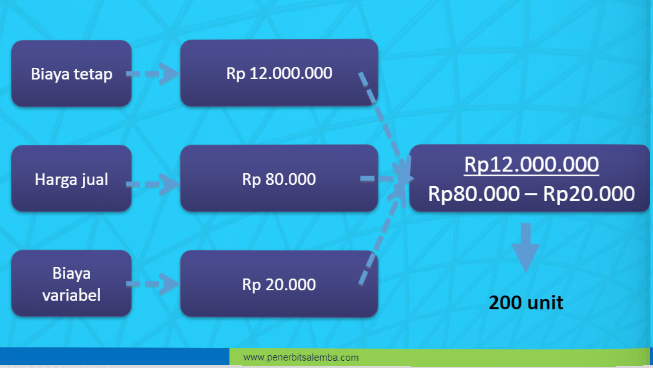 Biaya tetap
Rp 12.000.000
Harga jual
Rp 80.000
Rp12.000.000
Rp80.000 – Rp20.000
Biaya
variabel
Rp 20.000
200 unit
www.penerbitsalemba.com